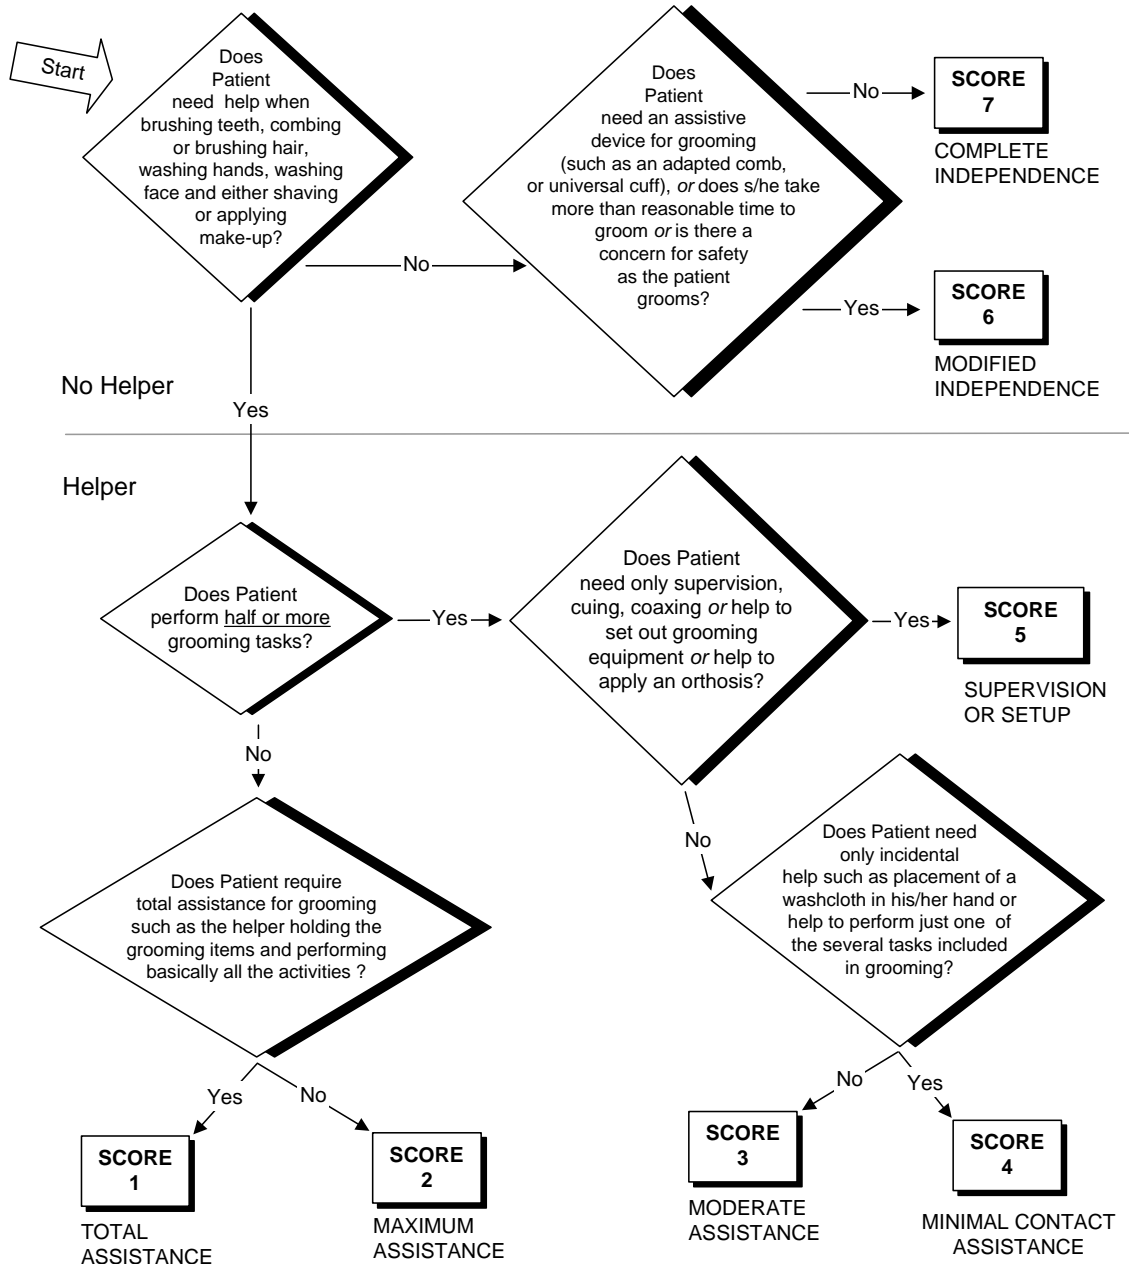 Start
Does
Patient
need help when
brushing teeth, combing
or brushing hair,
washing hands, washing
face and either shaving
or applying
make-up?
No
Does
Patient
need an assistive
device for grooming
(such as an adapted comb,
or universal cuff), or does s/he take
more than reasonable time to
groom or is there a
concern for safety
as the patient
grooms?
No
SCORE
7
COMPLETE
INDEPENDENCE
Yes
SCORE
6
MODIFIED
INDEPENDENCE
No Helper
Yes
Helper
Does Patient
perform half or more
grooming tasks?
Yes
Does Patient
need only supervision,
cuing, coaxing or help to
set out grooming
equipment or help to
apply an orthosis?
Yes
SCORE
5
SUPERVISION
OR SETUP
No
Does Patient require
total assistance for grooming
such as the helper holding the
grooming items and performing
basically all the activities ?
No
Does Patient need
only incidental
help such as placement of a
washcloth in his/her hand or
help to perform just one of
the several tasks included
in grooming?
Yes
No
No
Yes
SCORE
1
TOTAL
ASSISTANCE
SCORE
2
MAXIMUM
ASSISTANCE
SCORE
3
MODERATE
ASSISTANCE
SCORE
4
MINIMAL CONTACT
ASSISTANCE